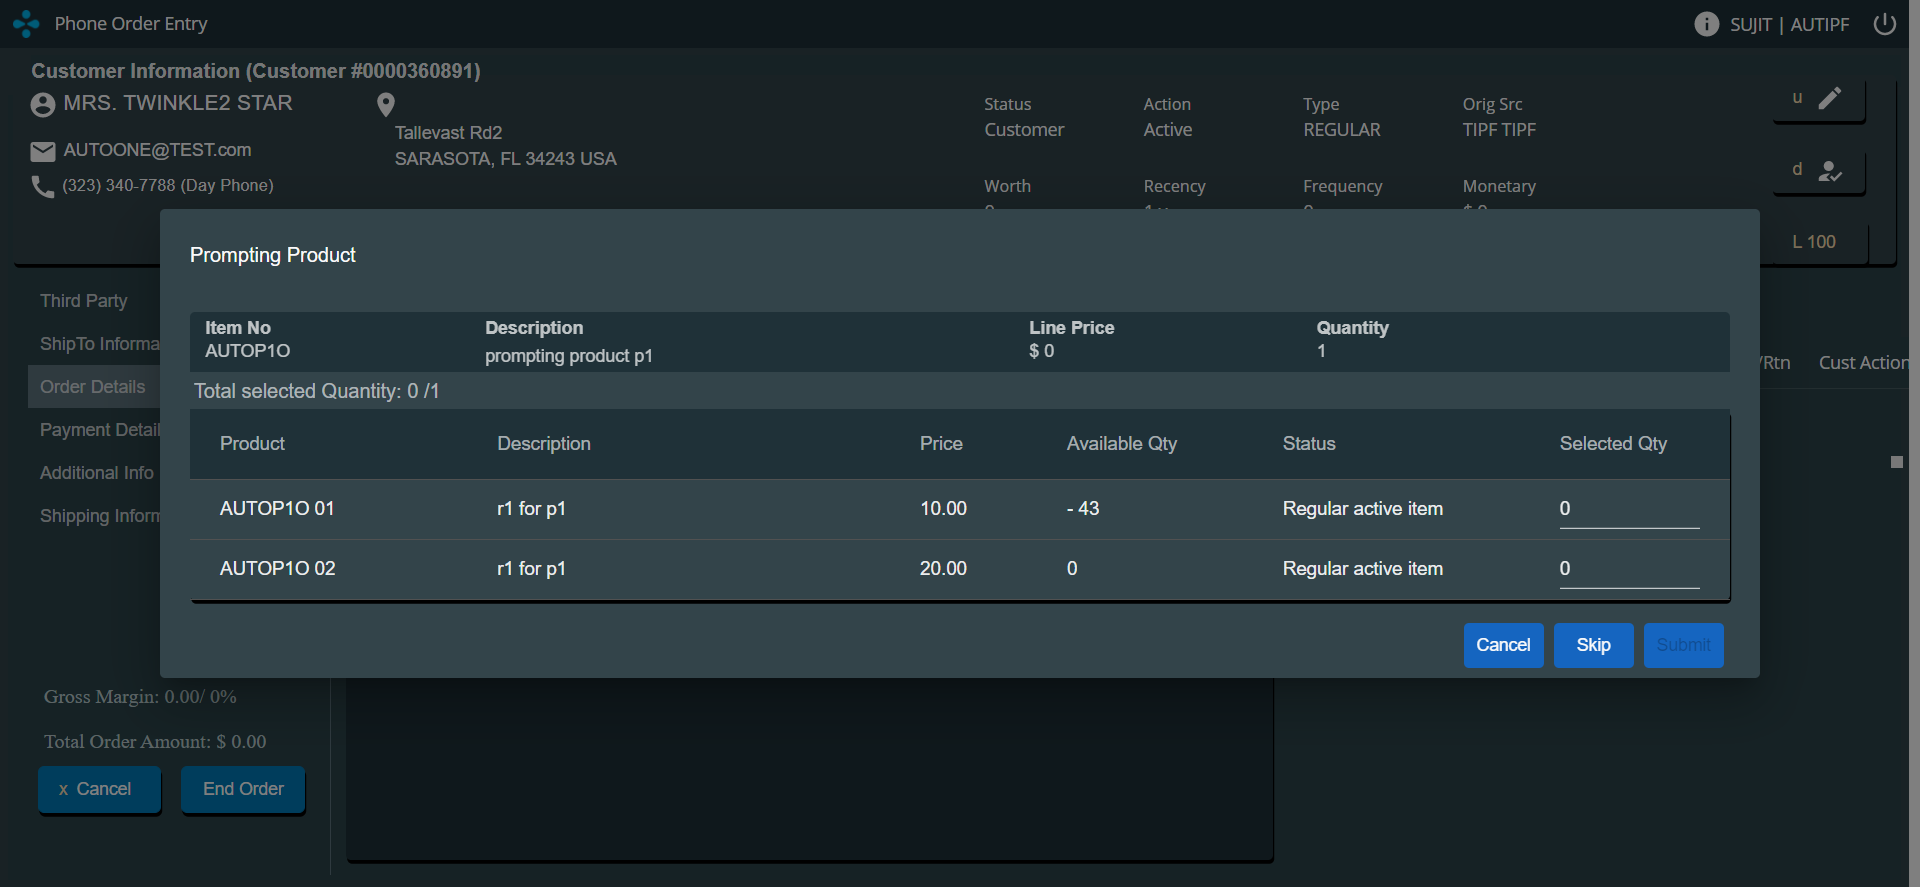 Phone Order Entry
SUJIT | AUTIPF
Customer Information (Customer #0000360891)
MRS. TWINKLE2 STAR
AUTOONE@TEST.com
(323) 340-7788 (Day Phone)
Tallevast Rd2
SARASOTA, FL 34243 USA
Status
Customer
Action
Active
Type
REGULAR
Orig Src
TIPF TIPF
Worth
Recency
Frequency
Monetary
u
d
L 100
Third Party
ShipTo Informa
Order Details
Payment Detail
Additional Info
Shipping Inform
/Rtn Cust Action
Prompting Product
Item No
AUTOP1O
Description
prompting product p1
Line Price
$ 0
Quantity
1
Total selected Quantity: 0 /1
Product Description Price Available Qty Status Selected Qty
AUTOP1O 01 r1 for p1 10.00 - 43 Regular active item 0
AUTOP1O 02 r1 for p1 20.00 0 Regular active item 0
Cancel Skip Submit
Gross Margin: 0.00/ 0%
Total Order Amount: $ 0.00
x Cancel End Order